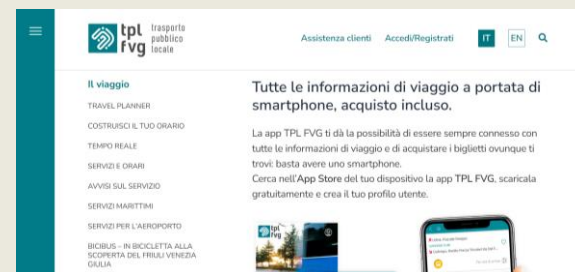 tpl fvg
trasporto
pubblico
locale
Assistenza clienti Accedi/Registrati IT EN
Il viaggio
TRAVEL PLANNER
COSTRUISCI IL TUO ORARIO
TEMPO REALE
SERVIZI E ORARI
AVVISI SUL SERVIZIO
SERVIZI MARITTIMI
SERVIZI PER L'AEROPORTO
BICIBUS – IN BICICLETTA ALLA
SCOPERTA DEL FRIULI VENEZIA
GIULIA
Tutte le informazioni di viaggio a portata di
smartphone, acquisto incluso.
La app TPL FVG ti dà la possibilità di essere sempre connesso con
tutte le informazioni di viaggio e di acquistare i biglietti ovunque ti
trovi: basta avere uno smartphone.
Cerca nell'App Store del tuo dispositivo la app TPL FVG, scaricala
gratuitamente e crea il tuo profilo utente.
tpl
fvg